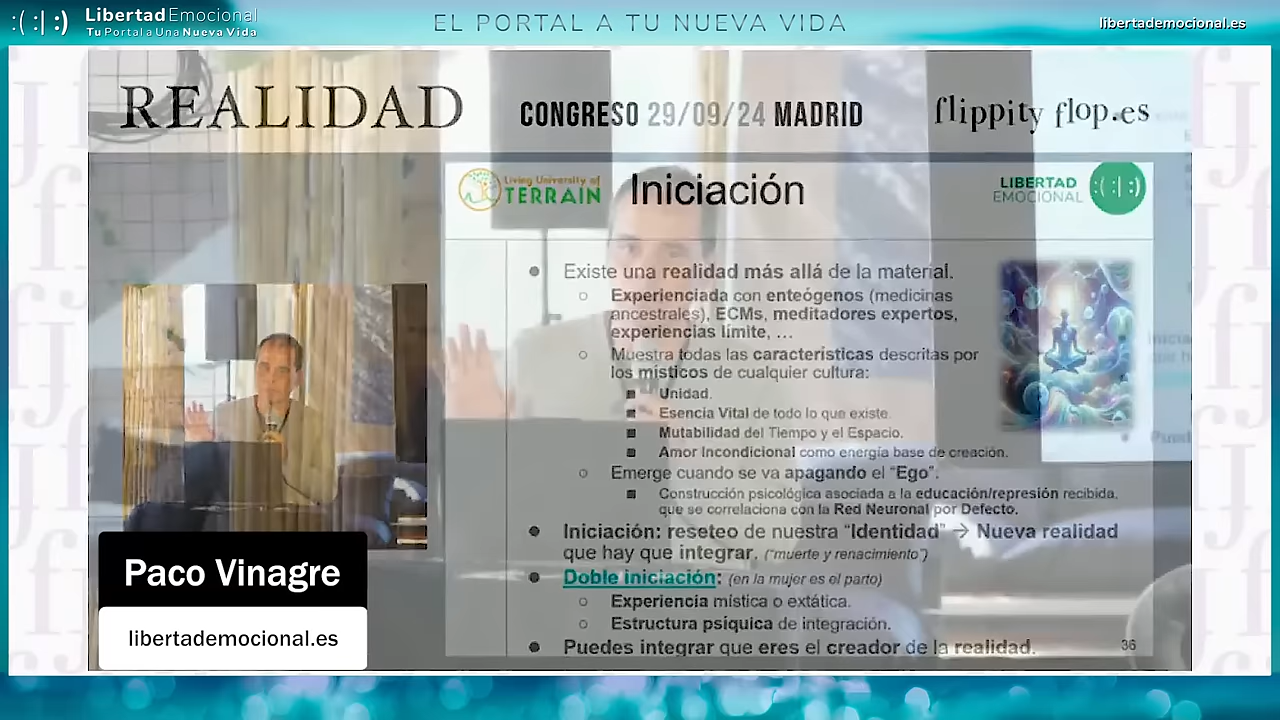 :(|:) Libertad Emocional
Tu Portal a Una Nueva Vida
EL PORTAL A TU NUEVA VIDA
libertademocional.es
REALIDAD
CONGRESO 29/09/24 MADRID
flippity flop.es
Living University of
TERRAIN
Iniciación
LIBERTAD
EMOCIONAL
:(|:)
● Existe una realidad más allá de la material.
○ Experienciada con enteógenos (medicinas
ancestrales), ECMs, meditadores expertos,
experiencias límite, …
○ Muestra todas las características descritas por
los místicos de cualquier cultura:
■ Unidad.
■ Esencia Vital de todo lo que existe.
■ Mutabilidad del Tiempo y el Espacio.
■ Amor Incondicional como energía base de creación.
○ Emerge cuando se va apagando el “Ego”.
■ Construcción psicológica asociada a la educación/represión recibida,
que se correlaciona con la Red Neuronal por Defecto.
● Iniciación: reseteo de nuestra “Identidad” → Nueva realidad
que hay que integrar. (“muerte y renacimiento”)
● Doble iniciación: (en la mujer es el parto)
○ Experiencia mística o extática.
○ Estructura psíquica de integración.
● Puedes integrar que eres el creador de la realidad.
36
Paco Vinagre
libertademocional.es